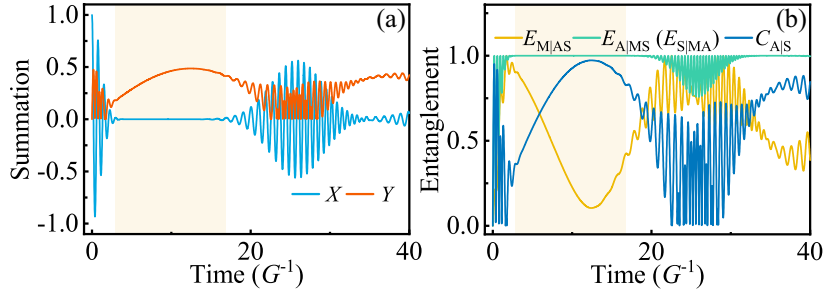 (a)
1.0
0.5
0.0
-0.5
-1.0
Summation
X Y
0 20 40
Time (G⁻¹)
(b)
E_M|AS E_A|MS (E_S|MA) C_A|S
1.0
0.5
0.0
Entanglement
0 20 40
Time (G⁻¹)